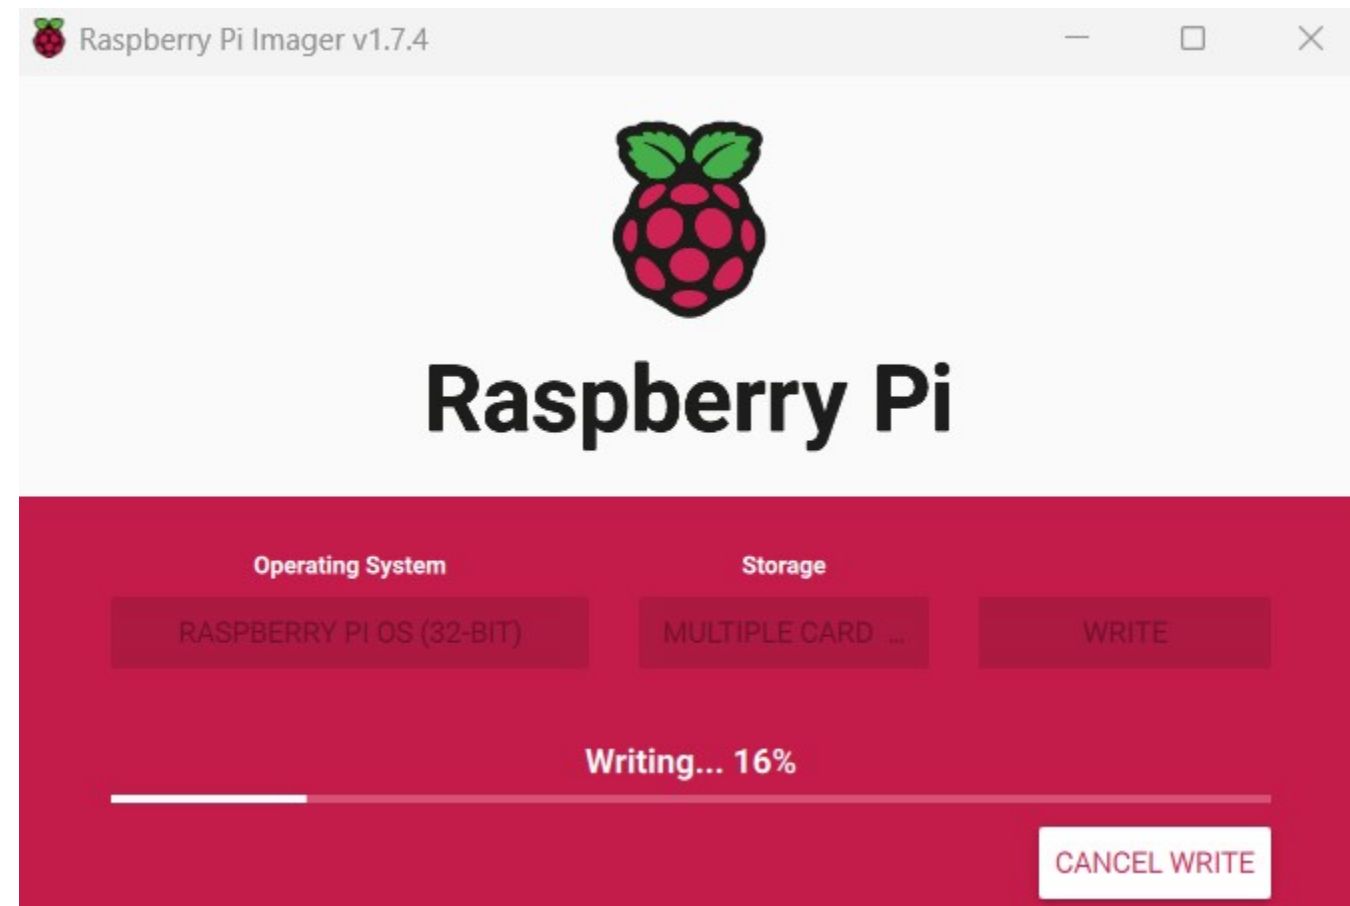 Raspberry Pi Imager v1.7.4
Raspberry Pi
Operating System
Storage
RASPBERRY PI OS (32-BIT)
MULTIPLE CARD ...
WRITE
Writing... 16%
CANCEL WRITE